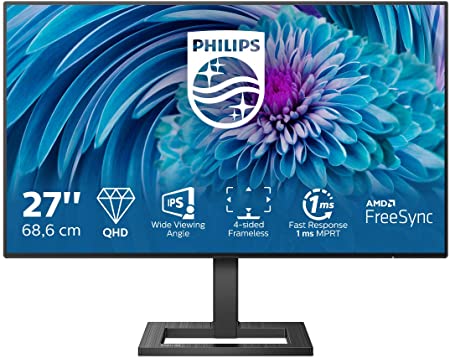 PHILIPS
27"
68,6 cm
QHD
IPS
Wide Viewing
Angle
4-sided
Frameless
1ms
Fast Response
1 ms MPRT
AMD
FreeSync